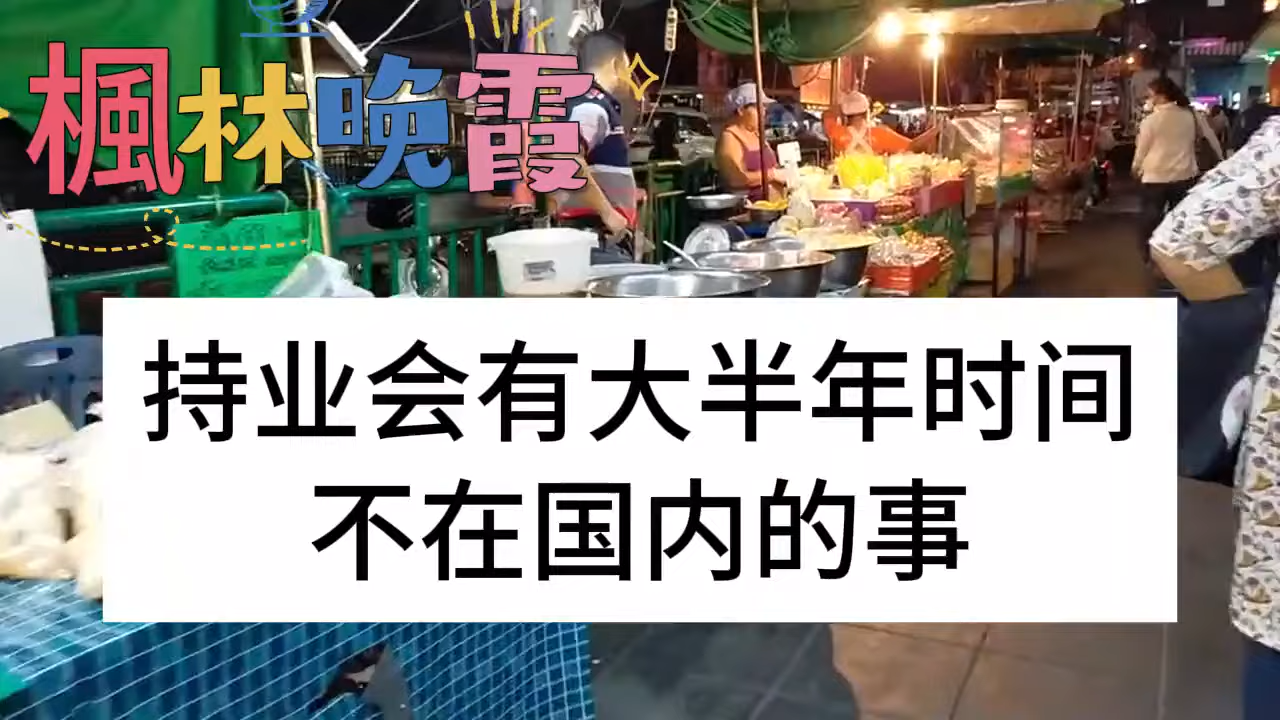 楓林晚霞
持业会有大半年时间
不在国内的事